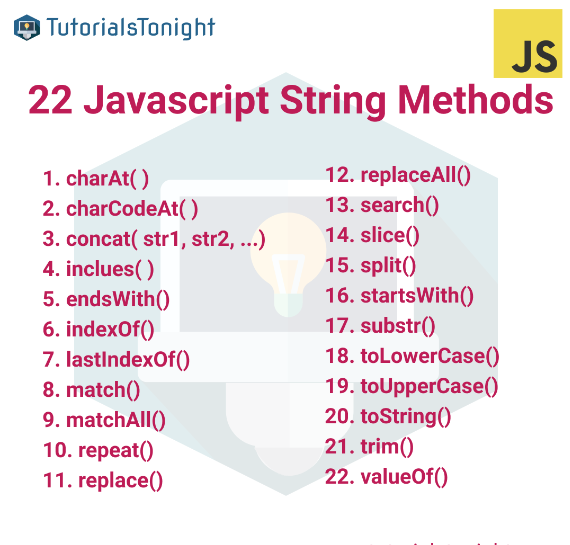 TutorialsTonight
JS
22 Javascript String Methods
1. charAt( )
2. charCodeAt( )
3. concat( str1, str2, ...)
4. inclues( )
5. endsWith()
6. indexOf()
7. lastIndexOf()
8. match()
9. matchAll()
10. repeat()
11. replace()
12. replaceAll()
13. search()
14. slice()
15. split()
16. startsWith()
17. substr()
18. toLowerCase()
19. toUpperCase()
20. toString()
21. trim()
22. valueOf()